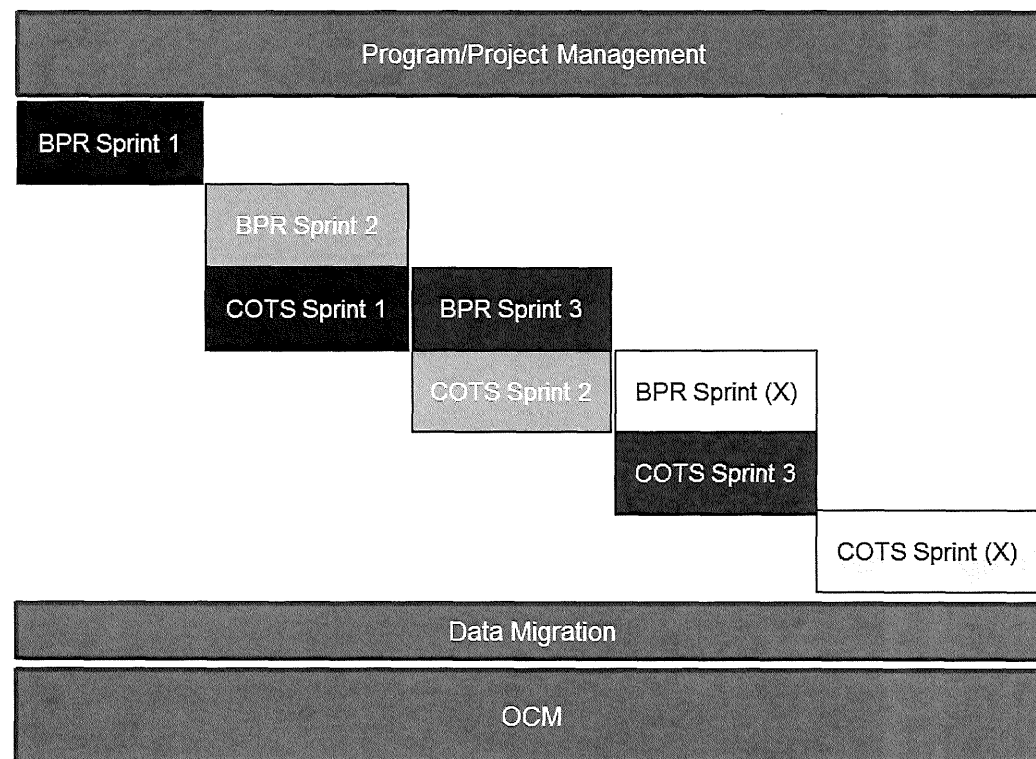 Program/Project Management
BPR Sprint 1
BPR Sprint 2
COTS Sprint 1
BPR Sprint 3
COTS Sprint 2
BPR Sprint (X)
COTS Sprint 3
COTS Sprint (X)
Data Migration
OCM